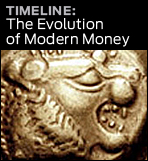 TIMELINE:
The Evolution
of Modern Money